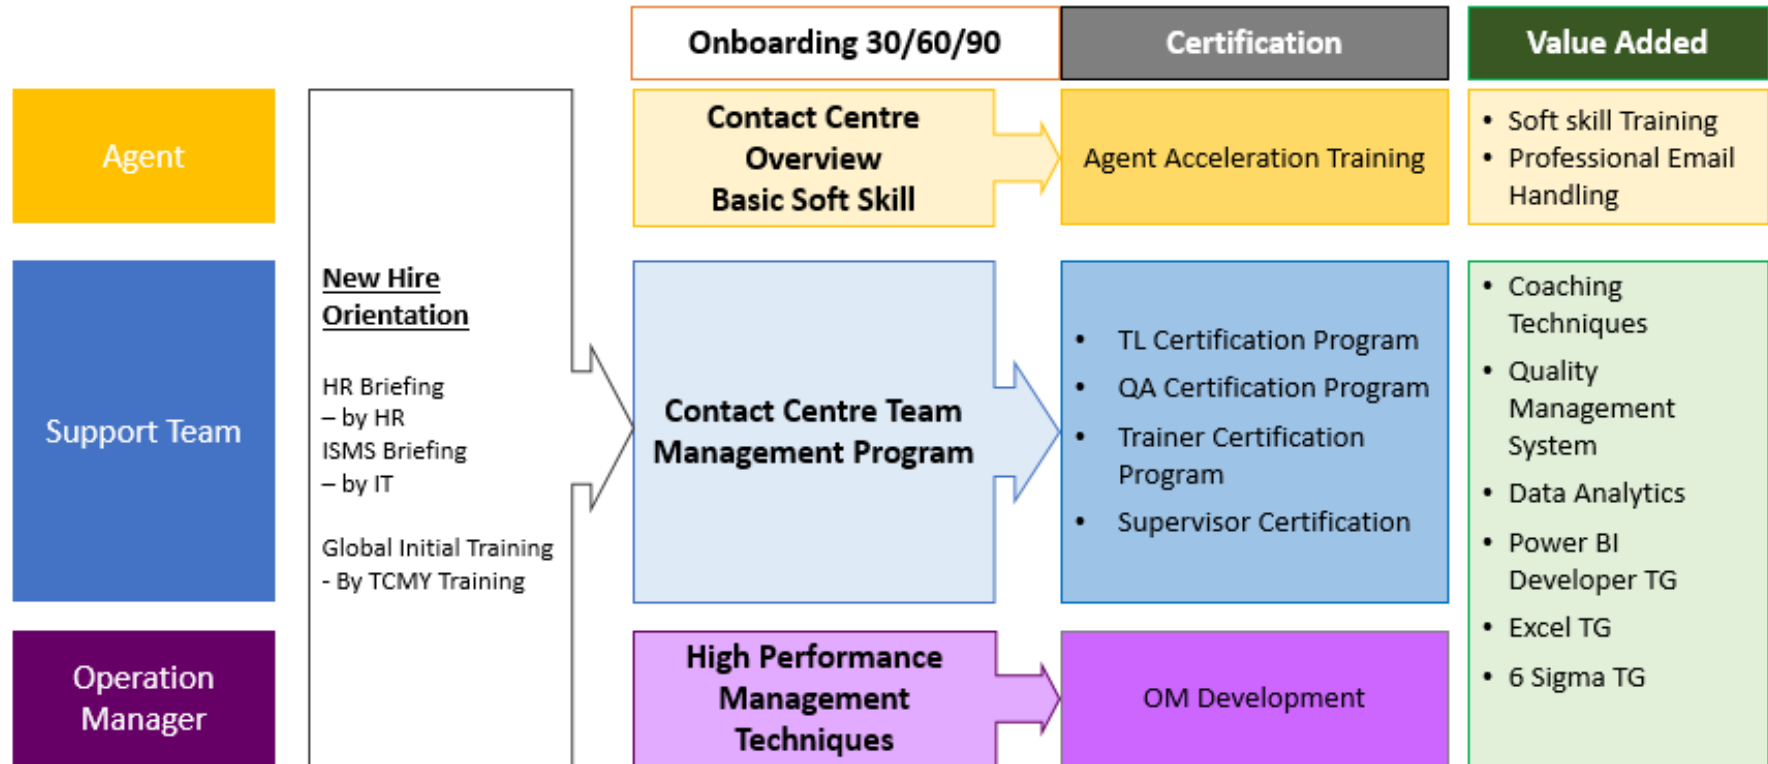 Onboarding 30/60/90
Certification
Value Added
Agent
Contact Centre
Overview
Basic Soft Skill
Agent Acceleration Training
• Soft skill Training
• Professional Email
Handling
New Hire
Orientation
HR Briefing
– by HR
ISMS Briefing
– by IT
Global Initial Training
- By TCMY Training
Support Team
Contact Centre Team
Management Program
• TL Certification Program
• QA Certification Program
• Trainer Certification
Program
• Supervisor Certification
• Coaching
Techniques
• Quality
Management
System
• Data Analytics
• Power BI
Developer TG
• Excel TG
• 6 Sigma TG
Operation
Manager
High Performance
Management
Techniques
OM Development